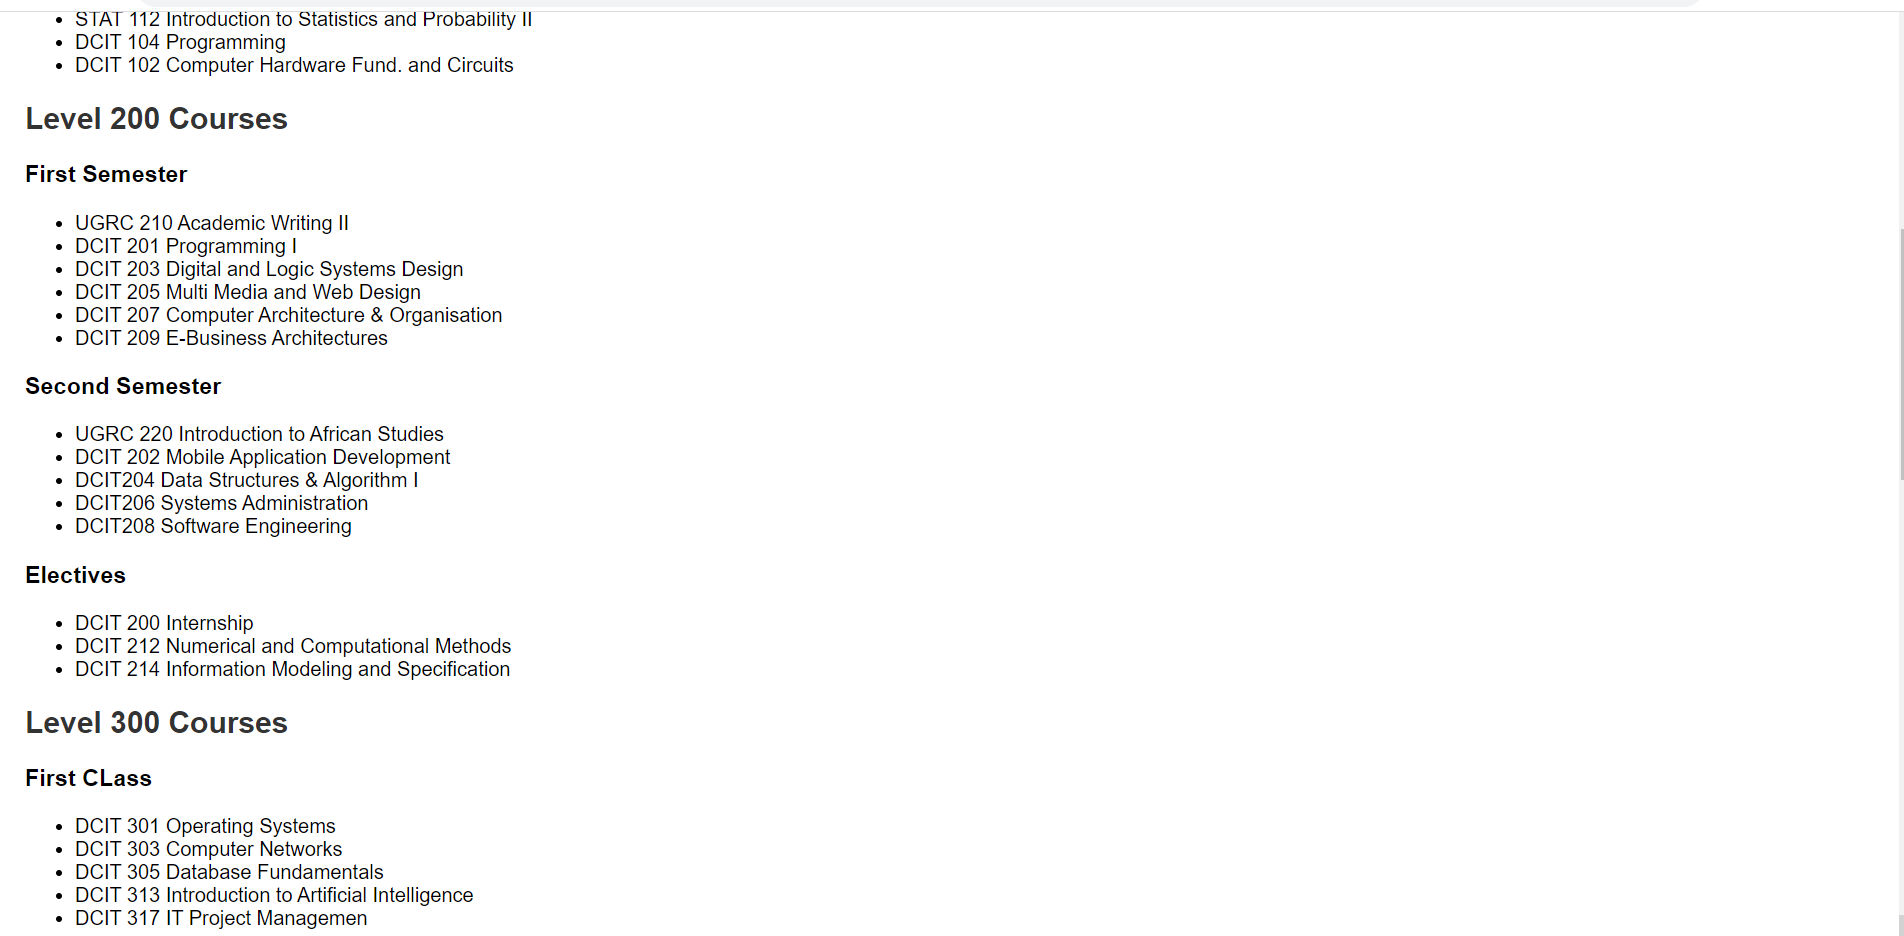 STAT 112 Introduction to Statistics and Probability II
DCIT 104 Programming
DCIT 102 Computer Hardware Fund. and Circuits
Level 200 Courses
First Semester
UGRC 210 Academic Writing II
DCIT 201 Programming I
DCIT 203 Digital and Logic Systems Design
DCIT 205 Multi Media and Web Design
DCIT 207 Computer Architecture & Organisation
DCIT 209 E-Business Architectures
Second Semester
UGRC 220 Introduction to African Studies
DCIT 202 Mobile Application Development
DCIT204 Data Structures & Algorithm I
DCIT206 Systems Administration
DCIT208 Software Engineering
Electives
DCIT 200 Internship
DCIT 212 Numerical and Computational Methods
DCIT 214 Information Modeling and Specification
Level 300 Courses
First CLass
DCIT 301 Operating Systems
DCIT 303 Computer Networks
DCIT 305 Database Fundamentals
DCIT 313 Introduction to Artificial Intelligence
DCIT 317 IT Project Managemen